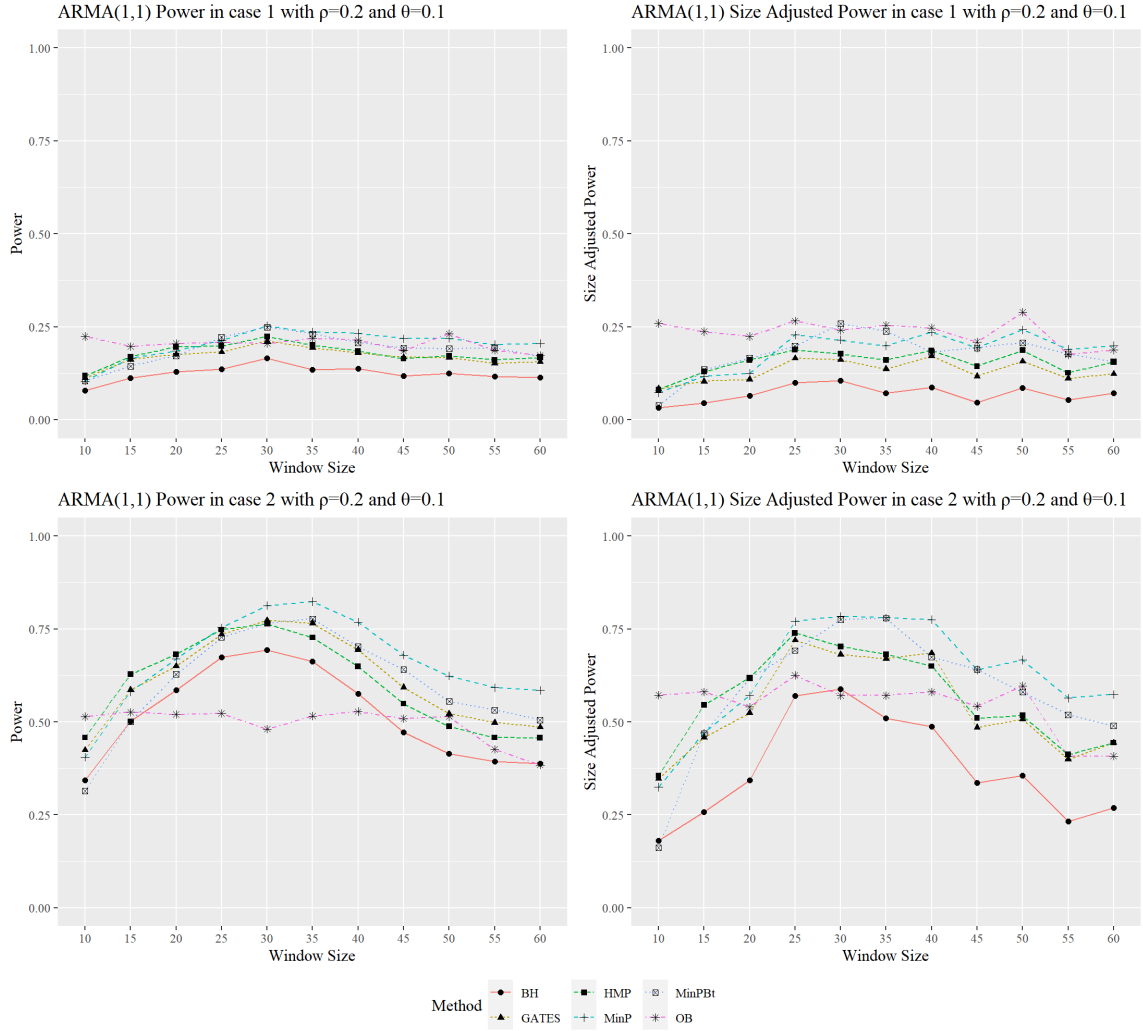 ARMA(1,1) Power in case 1 with ρ=0.2 and θ=0.1
1.00
0.75
0.50
0.25
0.00
Power
10 15 20 25 30 35 40 45 50 55 60
Window Size
ARMA(1,1) Size Adjusted Power in case 1 with ρ=0.2 and θ=0.1
1.00
0.75
0.50
0.25
0.00
Size Adjusted Power
10 15 20 25 30 35 40 45 50 55 60
Window Size
ARMA(1,1) Power in case 2 with ρ=0.2 and θ=0.1
1.00
0.75
0.50
0.25
0.00
Power
10 15 20 25 30 35 40 45 50 55 60
Window Size
ARMA(1,1) Size Adjusted Power in case 2 with ρ=0.2 and θ=0.1
1.00
0.75
0.50
0.25
0.00
Size Adjusted Power
10 15 20 25 30 35 40 45 50 55 60
Window Size
Method
BH HMP MinPBt
GATES MinP OB